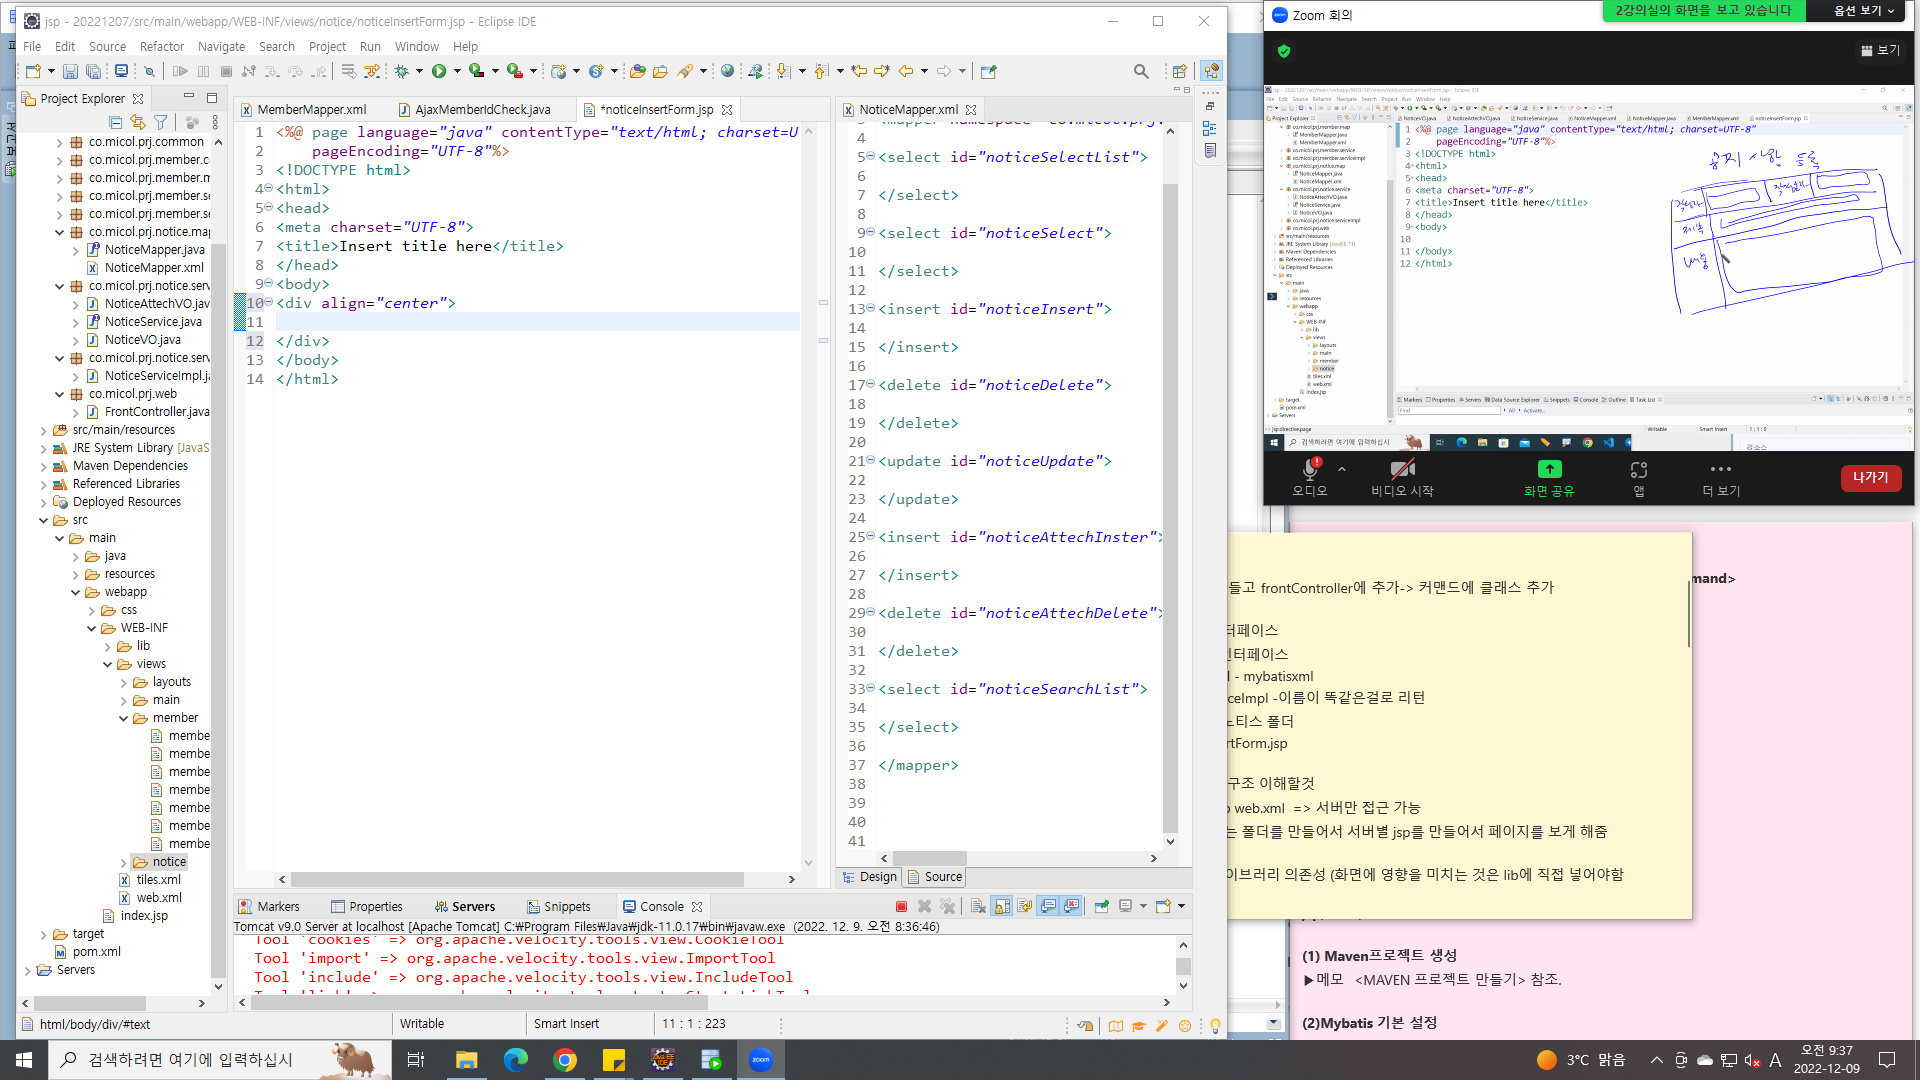 jsp - 20221207/src/main/webapp/WEB-INF/views/notice/noticeInsertForm.jsp - Eclipse IDE
File Edit Source Refactor Navigate Search Project Run Window Help
Project Explorer
co.micol.prj.common
co.micol.prj.member.co
co.micol.prj.member.m
co.micol.prj.member.se
co.micol.prj.member.se
co.micol.prj.notice.map
NoticeMapper.java
NoticeMapper.xml
co.micol.prj.notice.serv
NoticeAttechVO.jav
NoticeService.java
NoticeVO.java
co.micol.prj.notice.serv
NoticeServiceImpl.ja
co.micol.prj.web
FrontController.java
src/main/resources
JRE System Library [JavaS
Maven Dependencies
Referenced Libraries
Deployed Resources
src
main
java
resources
webapp
css
WEB-INF
lib
views
layouts
main
member
membe
membe
membe
membe
membe
membe
membe
notice
tiles.xml
web.xml
index.jsp
target
pom.xml
Servers
MemberMapper.xml AjaxMemberIdCheck.java *noticeInsertForm.jsp
1 <%@ page language="java" contentType="text/html; charset=U
2 pageEncoding="UTF-8"%>
3 <!DOCTYPE html>
4 <html>
5 <head>
6 <meta charset="UTF-8">
7 <title>Insert title here</title>
8 </head>
9 <body>
10 <div align="center">
11
12 </div>
13 </body>
14 </html>
NoticeMapper.xml
4
5 <select id="noticeSelectList">
6
7 </select>
8
9 <select id="noticeSelect">
10
11 </select>
12
13 <insert id="noticeInsert">
14
15 </insert>
16
17 <delete id="noticeDelete">
18
19 </delete>
20
21 <update id="noticeUpdate">
22
23 </update>
24
25 <insert id="noticeAttechInster">
26
27 </insert>
28
29 <delete id="noticeAttechDelete">
30
31 </delete>
32
33 <select id="noticeSearchList">
34
35 </select>
36
37 </mapper>
38
39
40
41
Design Source
Markers Properties Servers Snippets Console
Tomcat v9.0 Server at localhost [Apache Tomcat] C:₩Program Files₩Java₩jdk-11.0.17₩bin₩javaw.exe (2022. 12. 9. 오전 8:36:46)
Tool 'cookies' => org.apache.velocity.tools.view.CookieTool
Tool 'import' => org.apache.velocity.tools.view.ImportTool
Tool 'include' => org.apache.velocity.tools.view.IncludeTool
html/body/div/#text Writable Smart Insert 11 : 1 : 223
Zoom 회의
2강의실의 화면을 보고 있습니다 옵션 보기
보기
1 <%@ page language="java" contentType="text/html; charset=UTF-8"
2 pageEncoding="UTF-8"%>
3 <!DOCTYPE html>
4 <html>
5 <head>
6 <meta charset="UTF-8">
7 <title>Insert title here</title>
8 </head>
9 <body>
10
11 </body>
12 </html>
공지사항 등록
작성자
제목
내용
오디오 비디오 시작 화면 공유 앱 더 보기 나가기
mand>
들고 frontController에 추가-> 커맨드에 클래스 추가
터페이스
인터페이스
l - mybatisxml
ceImpl -이름이 똑같은걸로 리턴
노티스 폴더
rtForm.jsp
구조 이해할것
web.xml => 서버만 접근 가능
는 폴더를 만들어서 서버별 jsp를 만들어서 페이지를 보게 해줌
이브러리 의존성 (화면에 영향을 미치는 것은 lib에 직접 넣어야함
(1) Maven프로젝트 생성
▶메모 <MAVEN 프로젝트 만들기> 참조.
(2)Mybatis 기본 설정
검색하려면 여기에 입력하십시
3°C 맑음
A
오전 9:37
2022-12-09